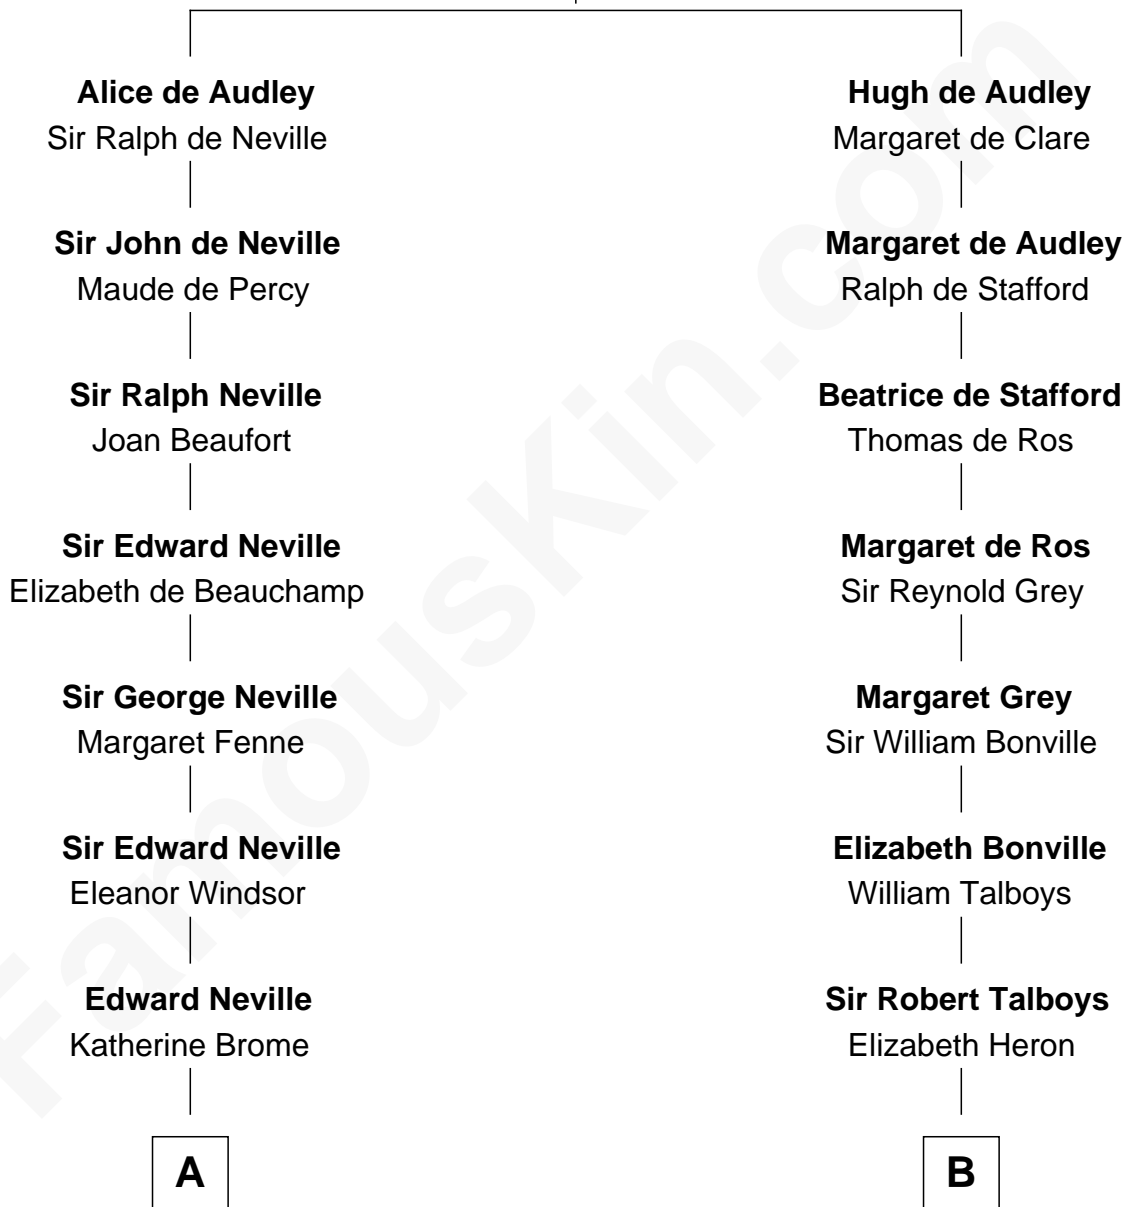 Alice de Audley
Sir Ralph de Neville
Sir John de Neville
Maude de Percy
Sir Ralph Neville
Joan Beaufort
Sir Edward Neville
Elizabeth de Beauchamp
Sir George Neville
Margaret Fenne
Sir Edward Neville
Eleanor Windsor
Edward Neville
Katherine Brome
A
Hugh de Audley
Margaret de Clare
Margaret de Audley
Ralph de Stafford
Beatrice de Stafford
Thomas de Ros
Margaret de Ros
Sir Reynold Grey
Margaret Grey
Sir William Bonville
Elizabeth Bonville
William Talboys
Sir Robert Talboys
Elizabeth Heron
B
FamousKin.com